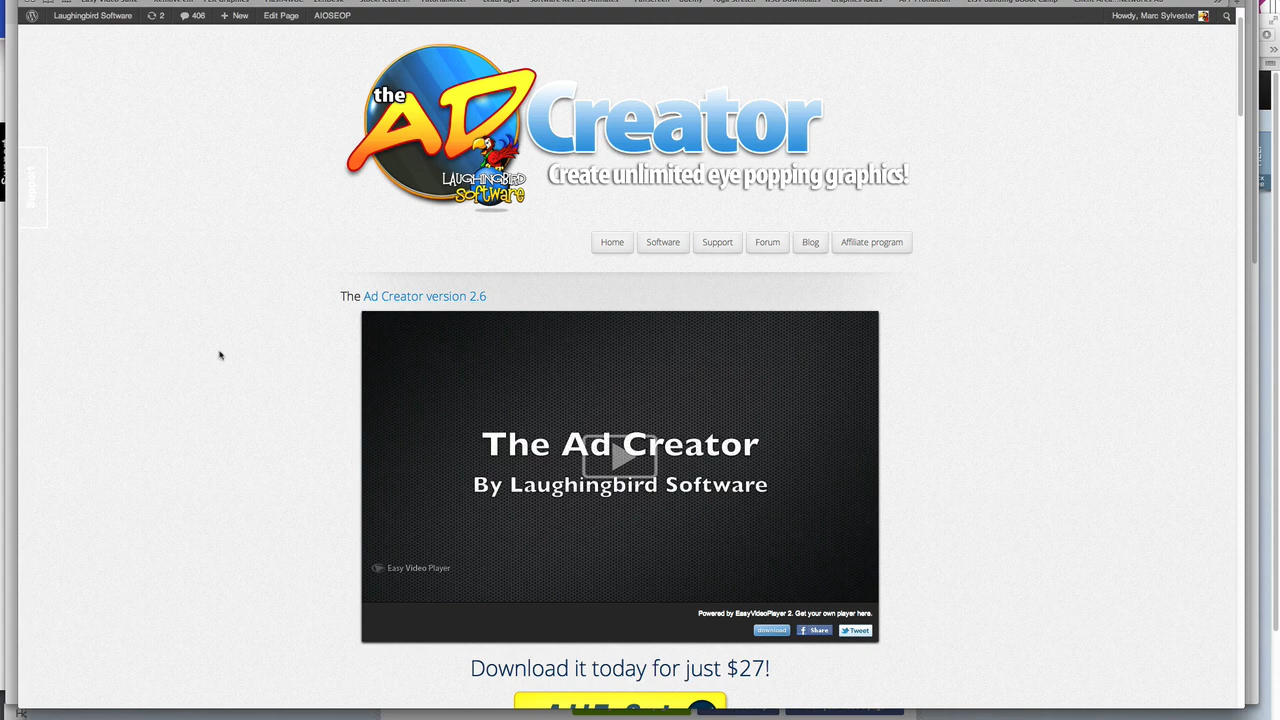 Laughingbird Software 2 406 + New Edit Page AIOSEOP Howdy, Marc Sylvester
the
AD Creator
Create unlimited eye popping graphics!
LAUGHINGBIRD
Software
Support
Home Software Support Forum Blog Affiliate program
The Ad Creator version 2.6
The Ad Creator
By Laughingbird Software
Easy Video Player
Powered by EasyVideoPlayer 2. Get your own player here.
download Share Tweet
Download it today for just $27!